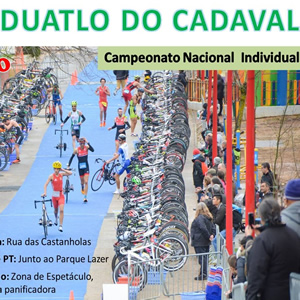 DUATLO DO CADAVAL
Campeonato Nacional Individual
: Rua das Castanholas
PT: Junto ao Parque Lazer
o: Zona de Espetáculo,
panificadora